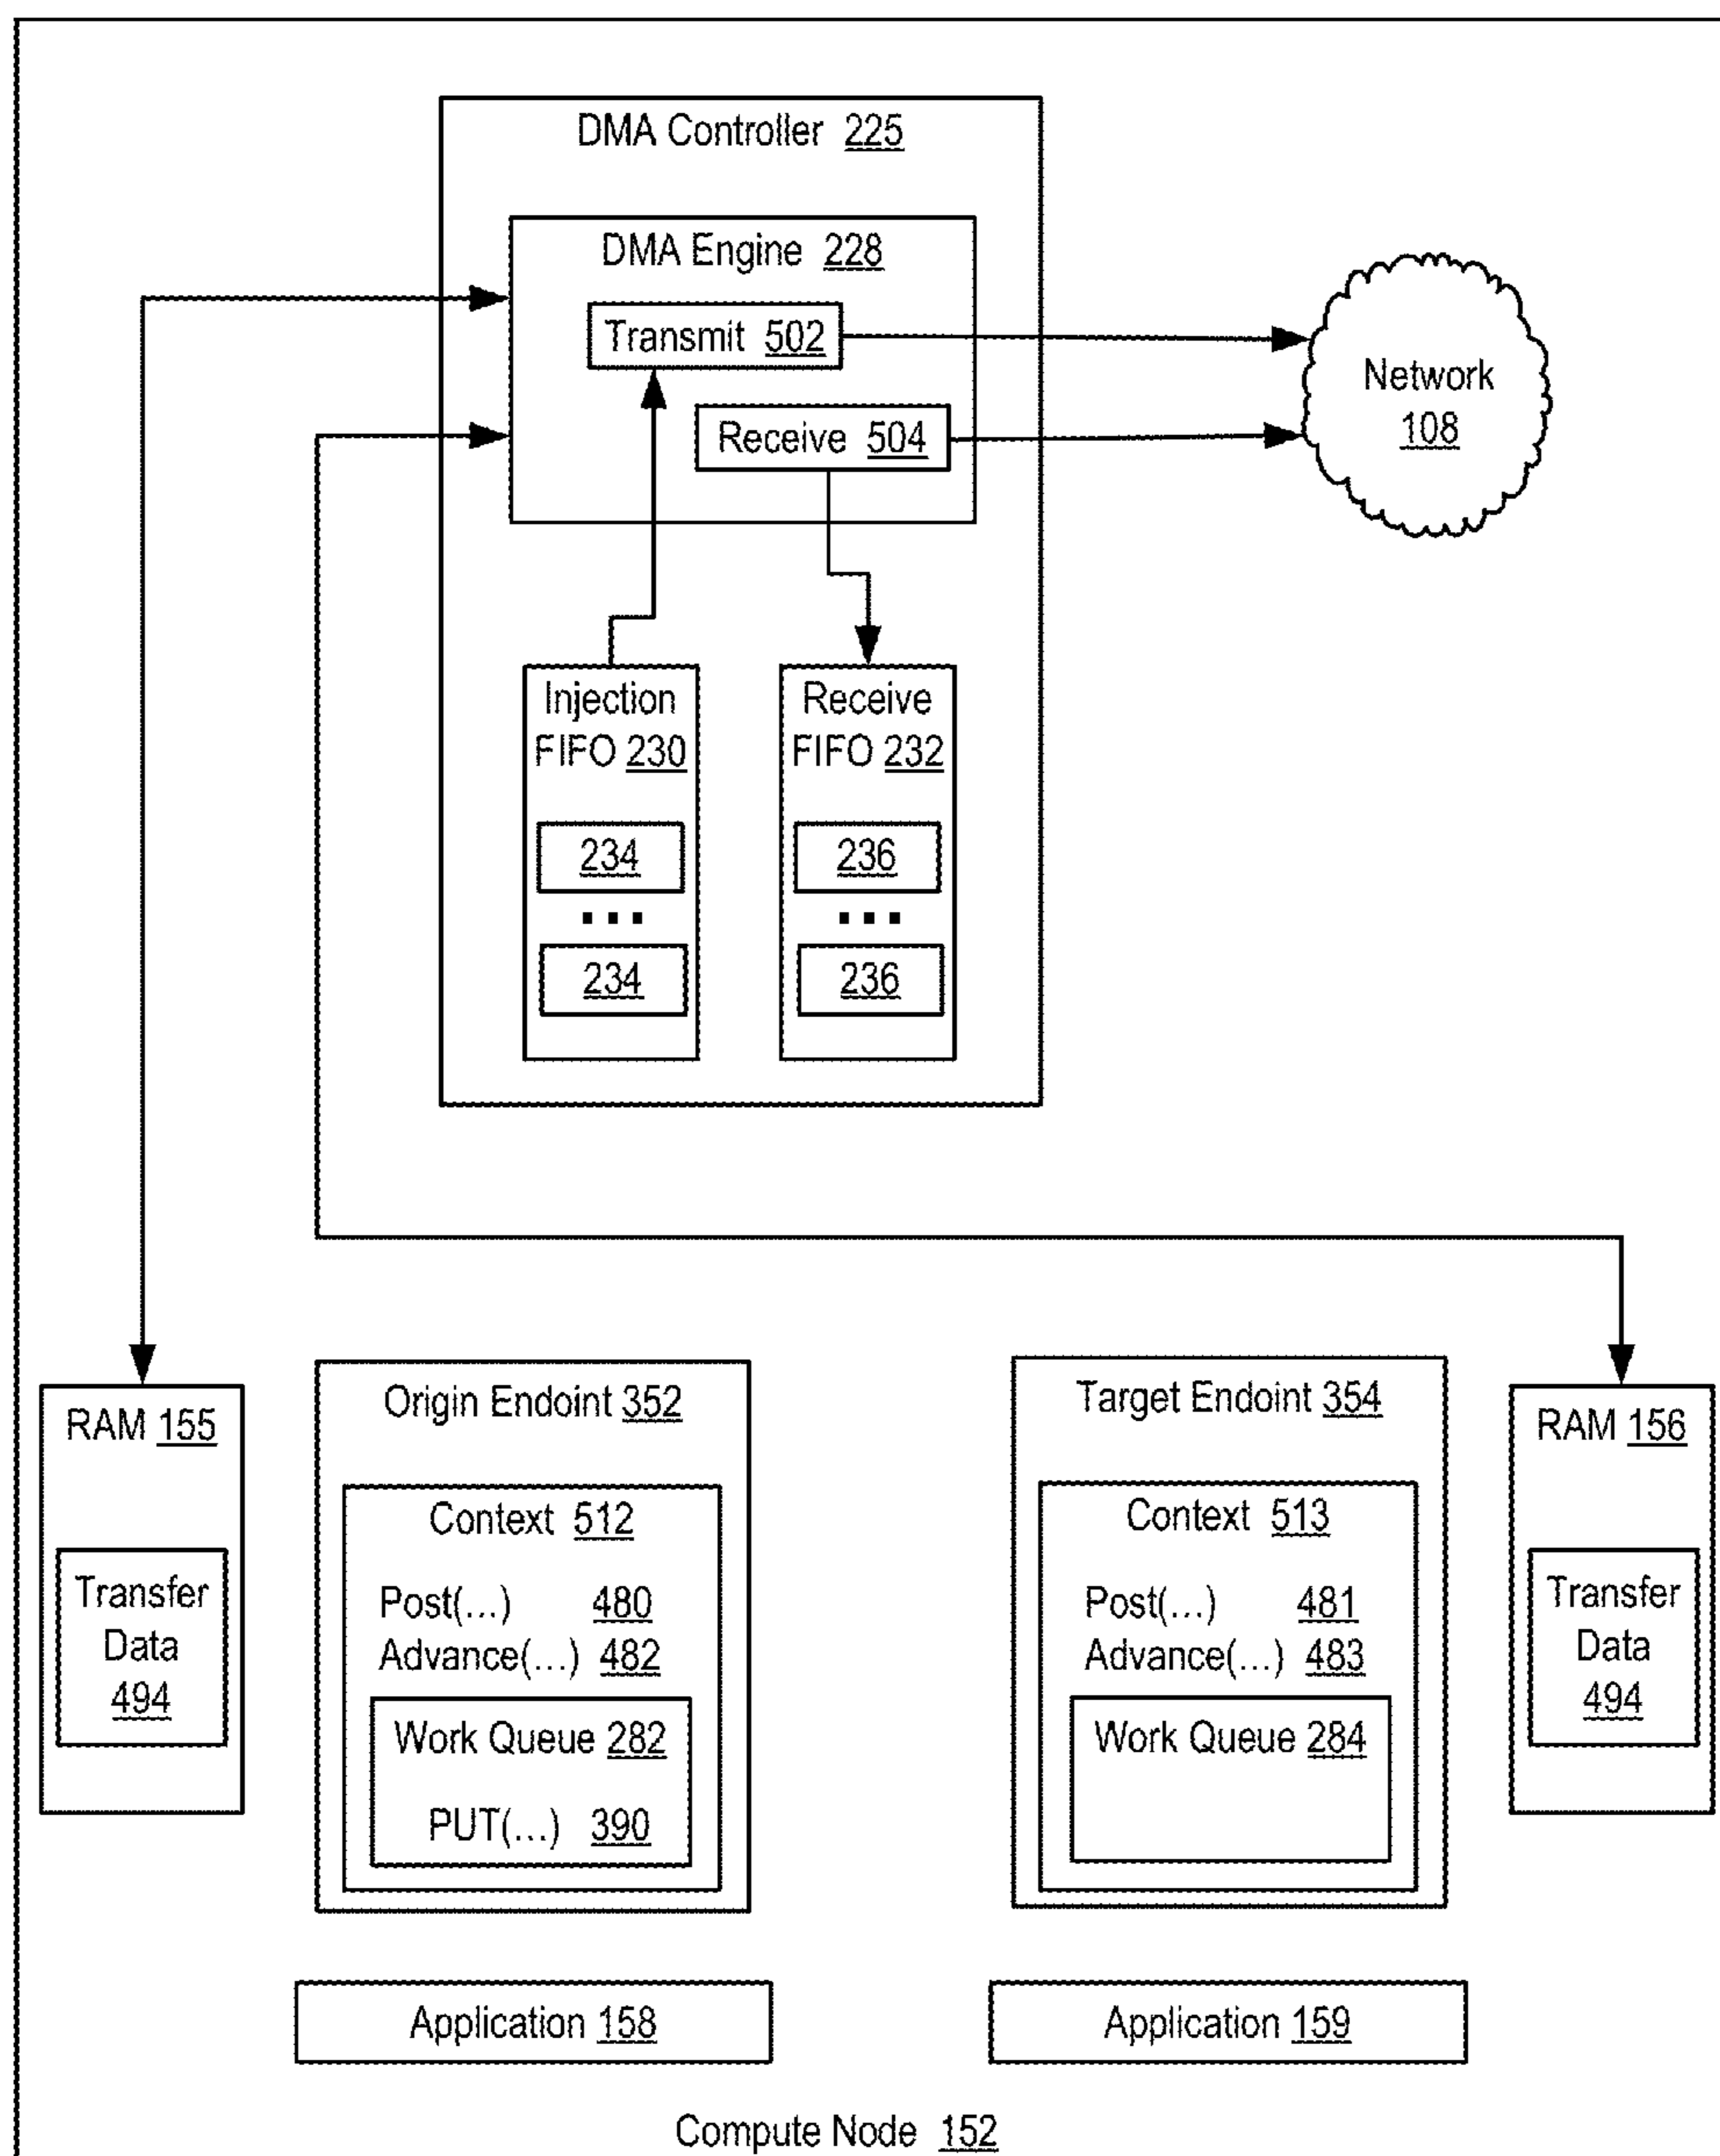 DMA Controller 225
DMA Engine 228
Transmit 502
Receive 504
Network
108
Injection
FIFO 230
234
...
234
Receive
FIFO 232
236
...
236
RAM 155
Transfer
Data
494
Origin Endoint 352
Context 512
Post(...) 480
Advance(...) 482
Work Queue 282
PUT(...) 390
Target Endoint 354
Context 513
Post(...) 481
Advance(...) 483
Work Queue 284
RAM 156
Transfer
Data
494
Application 158
Application 159
Compute Node 152